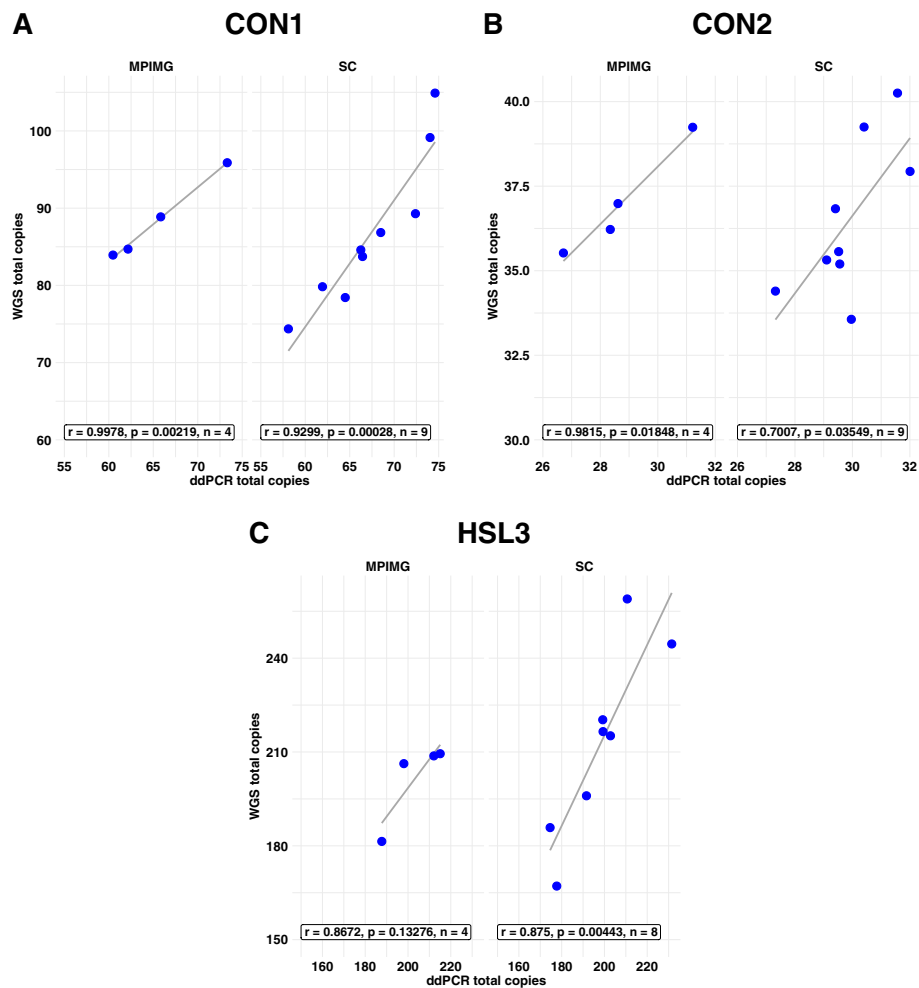 A CON1
MPIMG SC
WGS total copies
100
90
80
70
60
r = 0.9978, p = 0.00219, n = 4
r = 0.9299, p = 0.00028, n = 9
55 60 65 70 75 55 60 65 70 75
ddPCR total copies
B CON2
MPIMG SC
WGS total copies
40.0
37.5
35.0
32.5
30.0
r = 0.9815, p = 0.01848, n = 4
r = 0.7007, p = 0.03549, n = 9
26 28 30 32 26 28 30 32
ddPCR total copies
C HSL3
MPIMG SC
WGS total copies
240
210
180
150
r = 0.8672, p = 0.13276, n = 4
r = 0.875, p = 0.00443, n = 8
160 180 200 220 160 180 200 220
ddPCR total copies